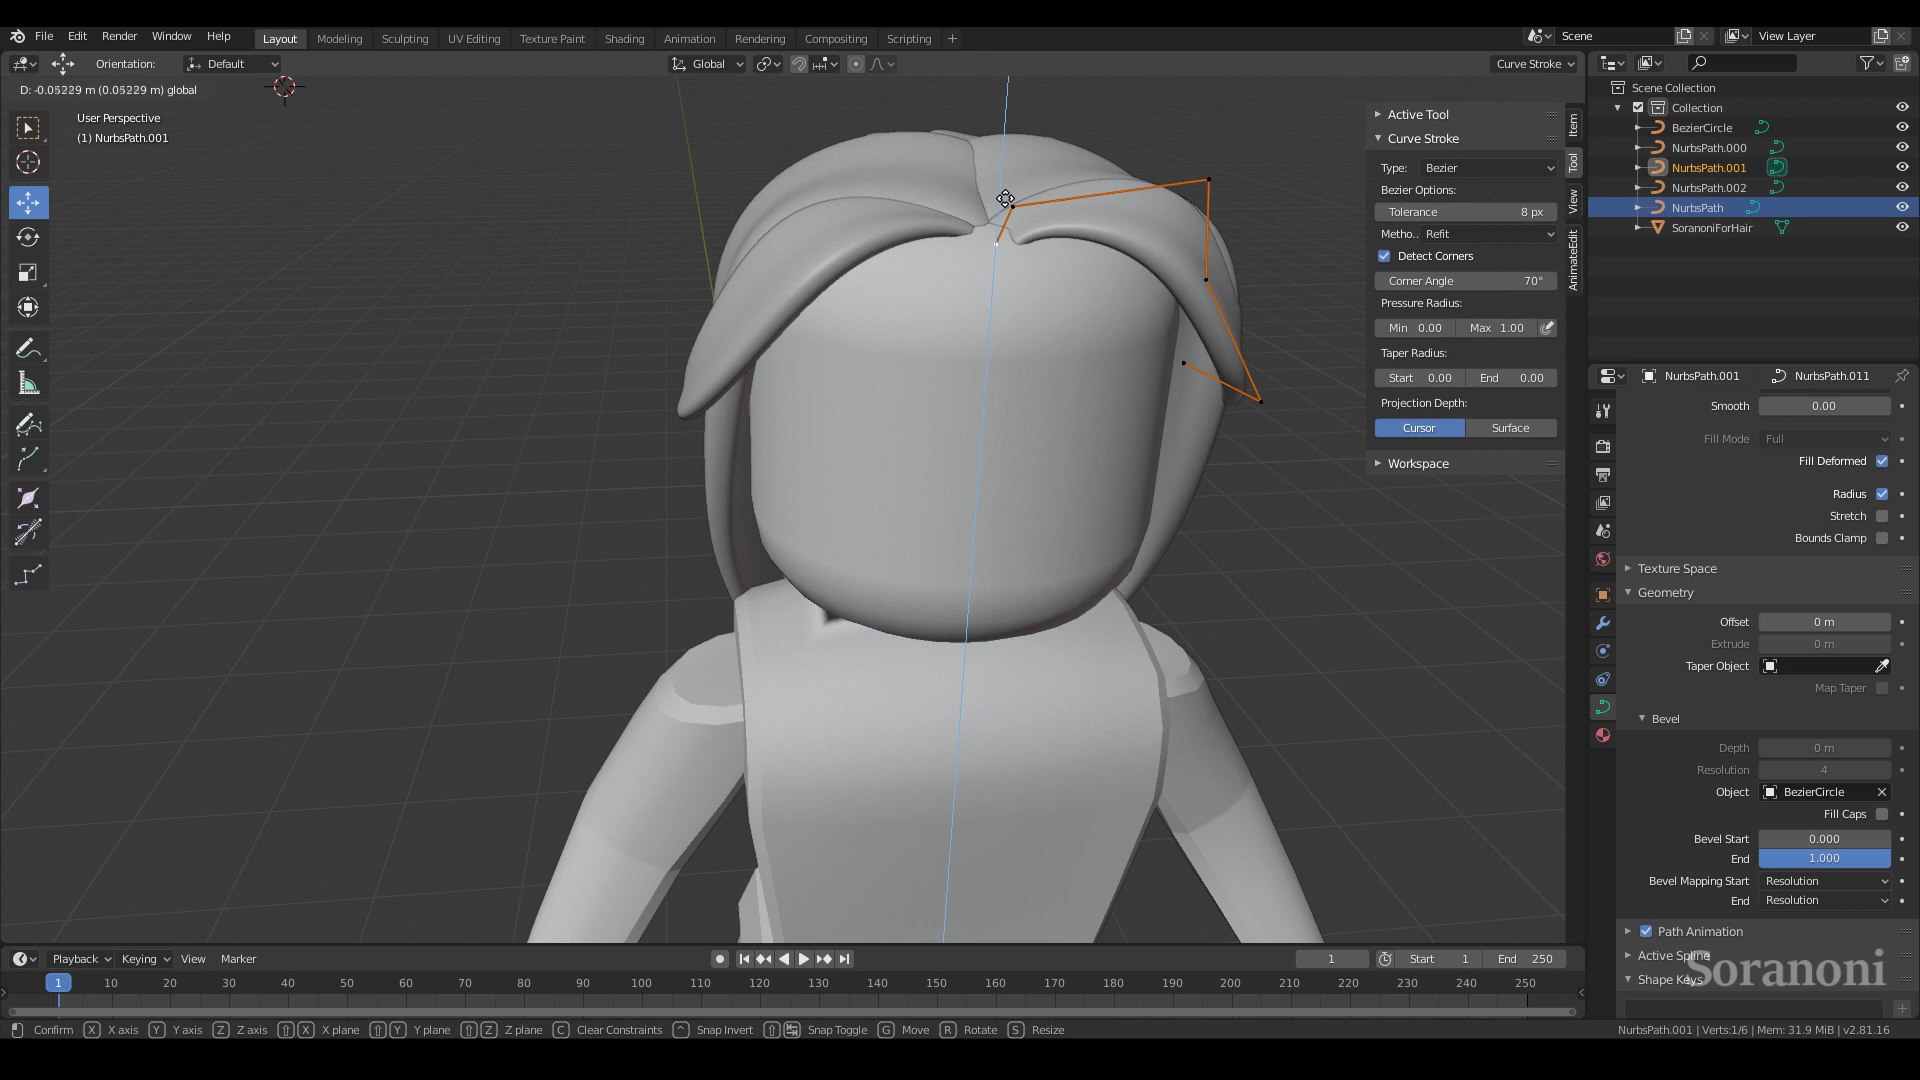 File Edit Render Window Help Layout Modeling Sculpting UV Editing Texture Paint Shading Animation Rendering Compositing Scripting + Scene View Layer
Orientation: Default Global Curve Stroke
D: -0.05229 m (0.05229 m) global
User Perspective
(1) NurbsPath.001
Active Tool
Curve Stroke
Type: Bezier
Bezier Options:
Tolerance 8 px
Metho.. Refit
Detect Corners
Corner Angle 70°
Pressure Radius:
Min 0.00 Max 1.00
Taper Radius:
Start 0.00 End 0.00
Projection Depth:
Cursor Surface
Workspace
Item
Tool
View
AnimateEdit
Scene Collection
Collection
BezierCircle
NurbsPath.000
NurbsPath.001
NurbsPath.002
NurbsPath
SoranoniForHair
NurbsPath.001 NurbsPath.011
Smooth 0.00
Fill Mode Full
Fill Deformed
Radius
Stretch
Bounds Clamp
Texture Space
Geometry
Offset 0 m
Extrude 0 m
Taper Object
Map Taper
Bevel
Depth 0 m
Resolution 4
Object BezierCircle
Fill Caps
Bevel Start 0.000
End 1.000
Bevel Mapping Start Resolution
End Resolution
Path Animation
Active Spline
Shape Keys
Soranoni
Playback Keying View Marker 1 Start 1 End 250
1 10 20 30 40 50 60 70 80 90 100 110 120 130 140 150 160 170 180 190 200 210 220 230 240 250
Confirm X X axis Y Y axis Z Z axis X X plane Y Y plane Z Z plane C Clear Constraints ^ Snap Invert Snap Toggle G Move R Rotate S Resize NurbsPath.001 | Verts:1/6 | Mem: 31.9 MiB | v2.81.16